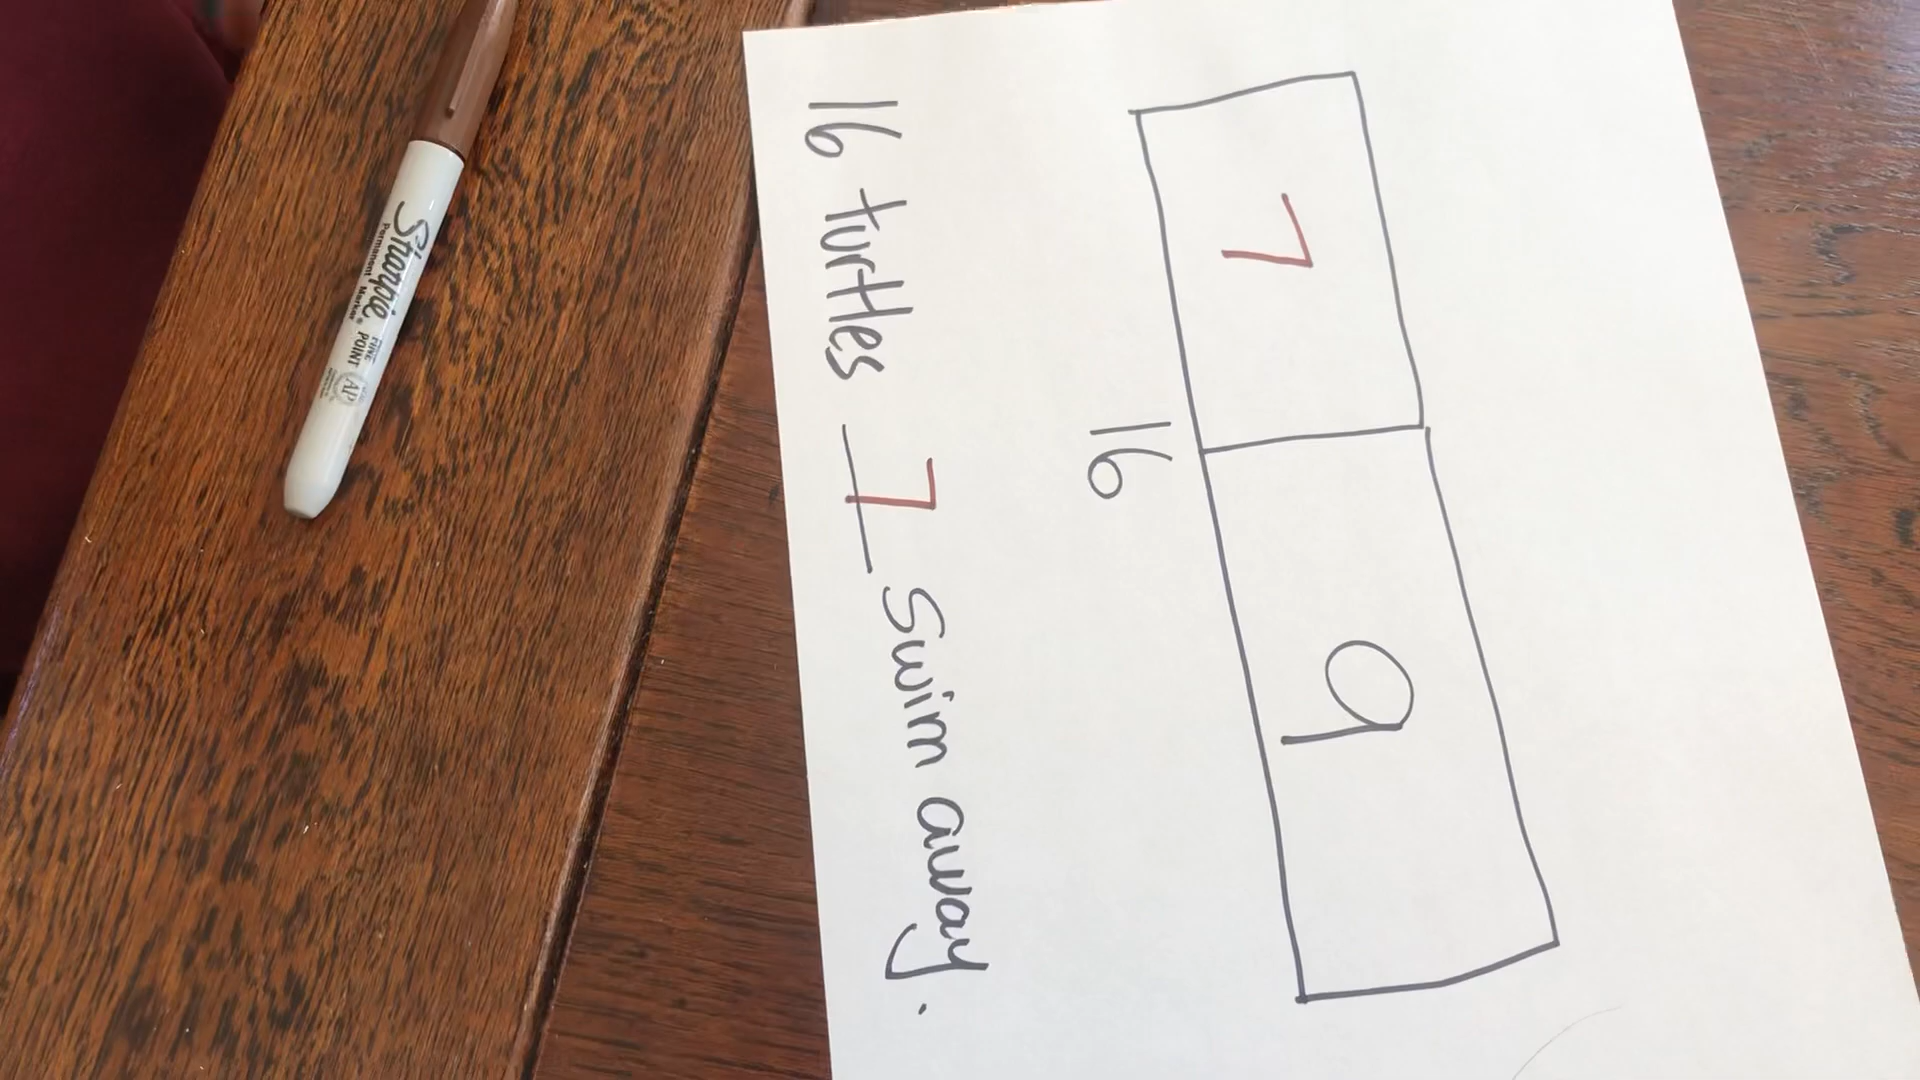 7 9
16
16 turtles 7 swim away.
Sharpie
Permanent Marker.
FINE
POINT
AP